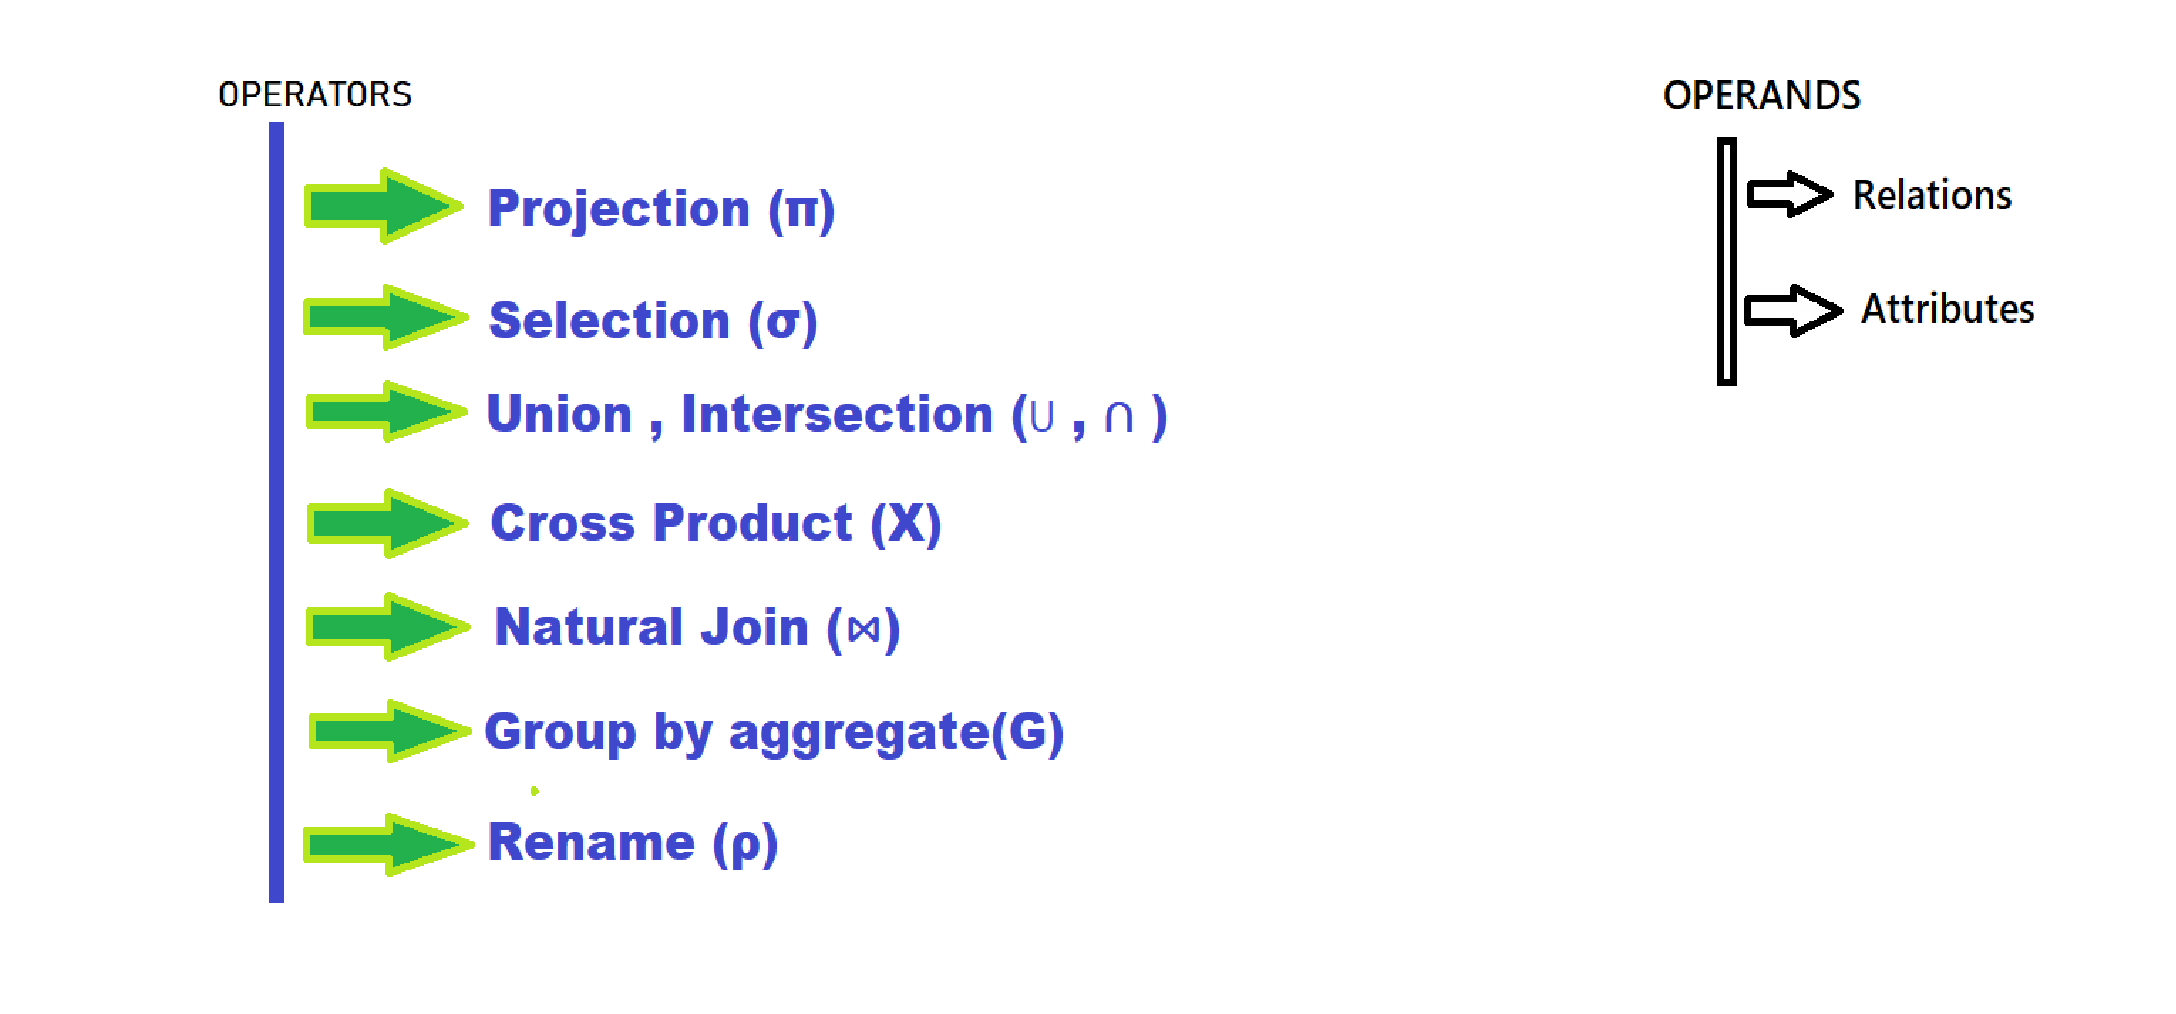 OPERATORS
Projection (π)
Selection (σ)
Union , Intersection (∪ , ∩ )
Cross Product (X)
Natural Join (⋈)
Group by aggregate(G)
Rename (ρ)
OPERANDS
Relations
Attributes